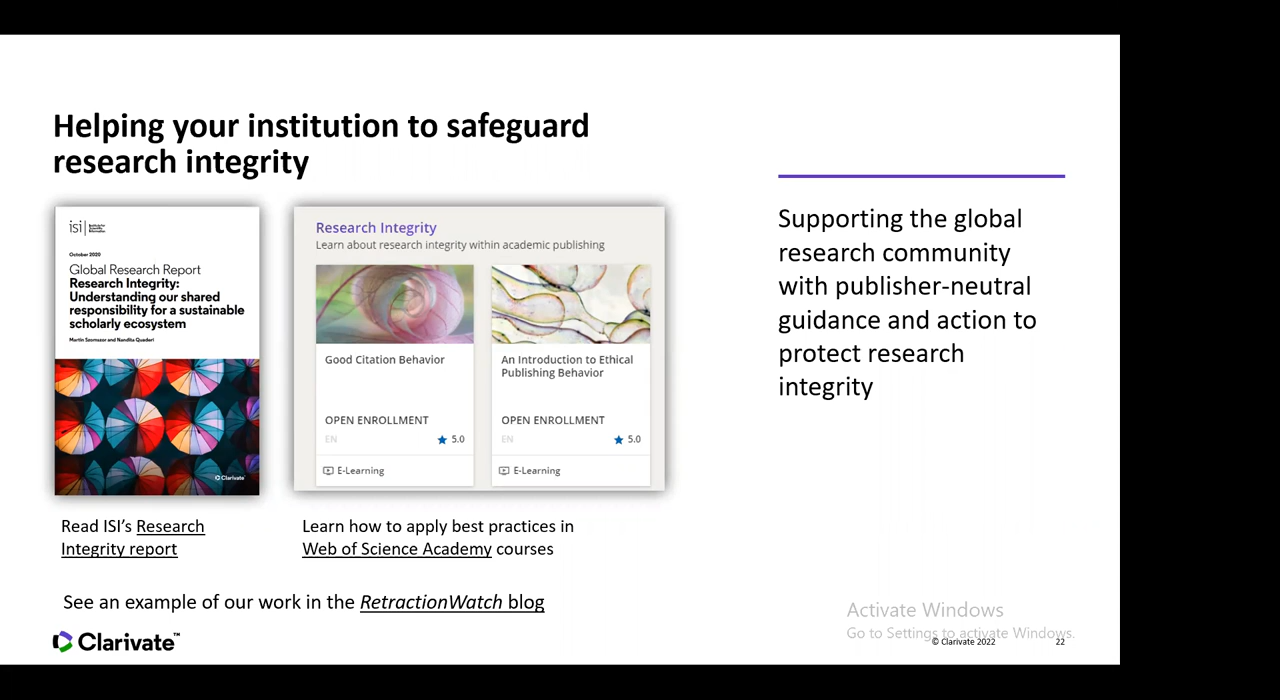 Helping your institution to safeguard
research integrity
isi
October 2020
Global Research Report
Research Integrity:
Understanding our shared
responsibility for a sustainable
scholarly ecosystem
Martin Szomszor and Nandita Quaderi
Clarivate
Research Integrity
Learn about research integrity within academic publishing
Good Citation Behavior
OPEN ENROLLMENT
EN
5.0
E-Learning
An Introduction to Ethical
Publishing Behavior
OPEN ENROLLMENT
EN
5.0
E-Learning
Supporting the global
research community
with publisher-neutral
guidance and action to
protect research
integrity
Read ISI’s Research
Integrity report
Learn how to apply best practices in
Web of Science Academy courses
See an example of our work in the RetractionWatch blog
Clarivate™
Activate Windows
Go to Settings to activate Windows.
© Clarivate 2022
22